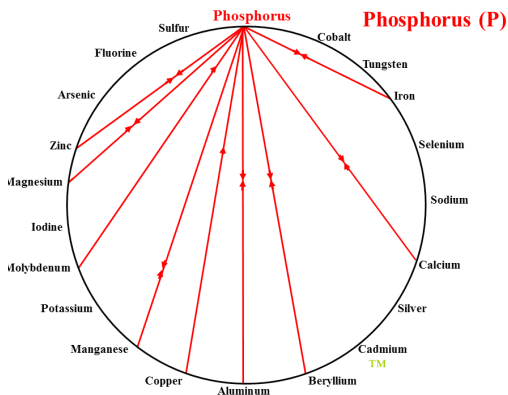 Phosphorus
Phosphorus (P)
Sulfur
Cobalt
Fluorine
Tungsten
Arsenic
Iron
Zinc
Selenium
Magnesium
Sodium
Iodine
Molybdenum
Calcium
Potassium
Silver
Manganese
Cadmium
TM
Copper
Beryllium
Aluminum